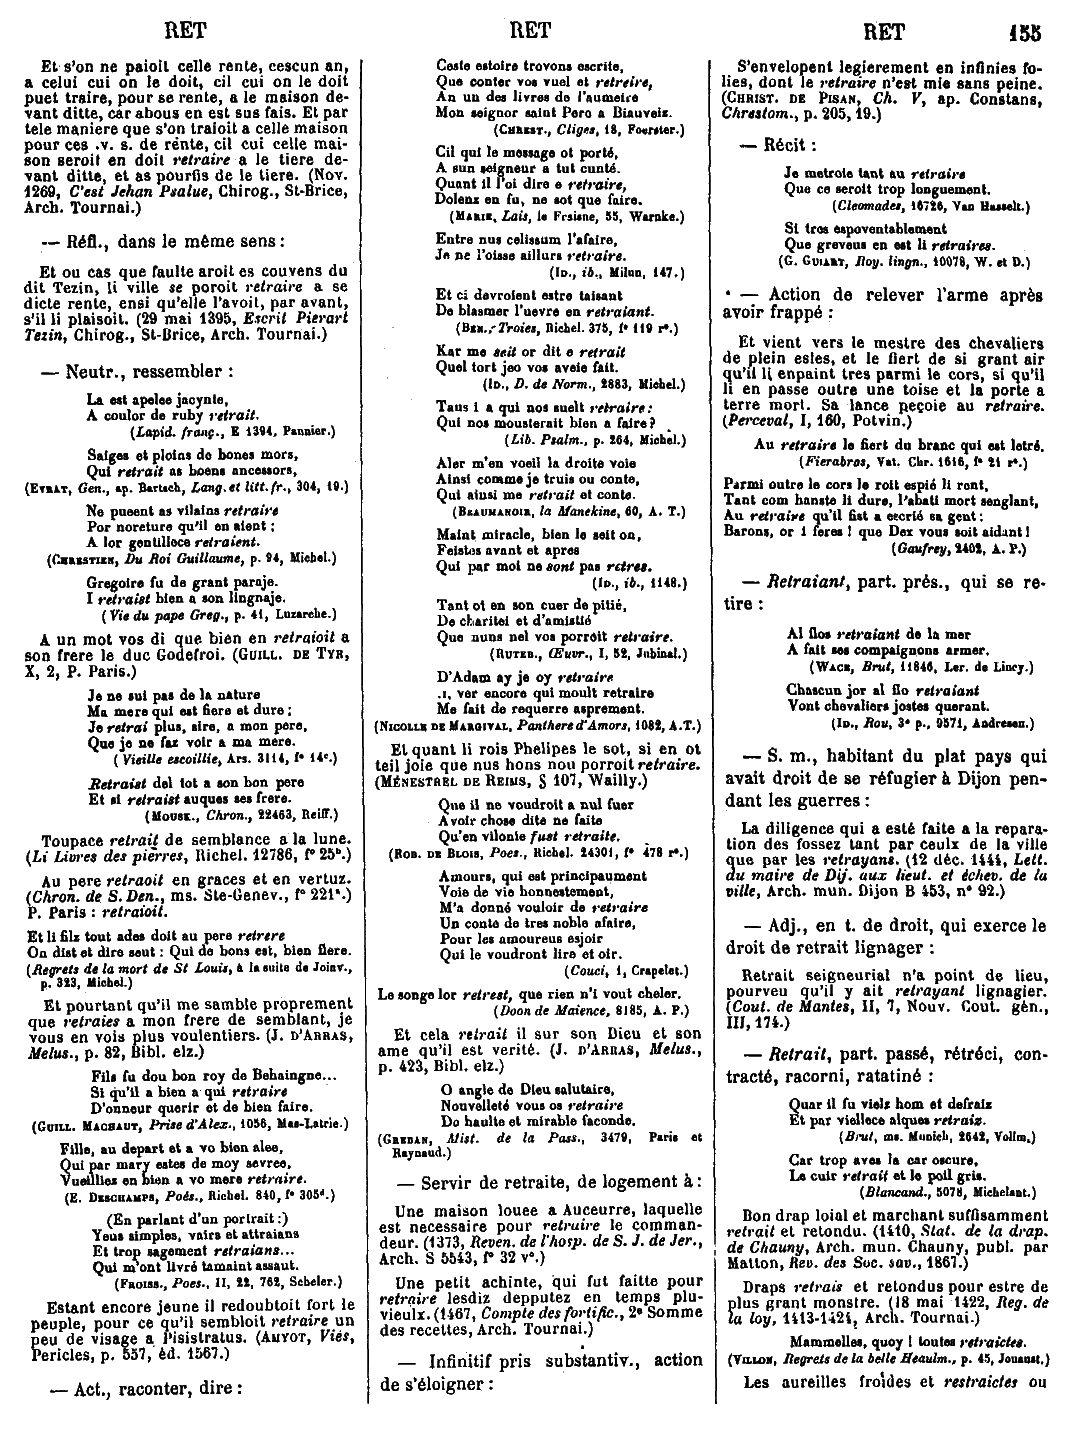 RET
RET
RET 155
Et s'on ne paioit celle rente, cescun an,
a celui cui on le doit, cil cui on le doit
puet traire, pour se rente, a le maison de-
vant ditte, car abous en est sus fais. Et par
tele maniere que s'on traioit a celle maison
pour ces .v. s. de rente, cil cui celle mai-
son seroit en doit retraire a le tiere de-
vant ditte, et as pourfis de le tiere. (Nov.
1269, C'est Jehan Psalue, Chirog., St-Brice,
Arch. Tournai.)
— Réfl., dans le même sens :
Et ou cas que faulte aroit es couvens du
dit Tezin, li ville se poroit retraire a se
dicte rente, ensi qu'elle l'avoit, par avant,
s'il li plaisoit. (29 mai 1395, Escrit Pierart
Tezin, Chirog., St-Brice, Arch. Tournai.)
— Neutr., ressembler :
La est apelee jacynte,
A coulor de ruby retrait.
(Lapid. franç., E 1394, Pannier.)
Saiges et ploins de bones mors,
Qui retrait as boens ancessors,
(EVRAT, Gen., ap. Bartsch, Lang. et litt. fr., 304, 19.)
Ne pueent as vilains retraire
Por noreture qu'il en aient ;
A lor gentillece retraient.
(CHRESTIEN, Du Roi Guillaume, p. 94, Michel.)
Gregoire fu de grant paraje.
I retraist bien a son lingnaje.
(Vie du pape Greg., p. 41, Luzarche.)
A un mot vos di que bien en retraioit a
son frere le duc Godefroi. (GUILL. DE TYR,
X, 2, P. Paris.)
Je ne sui pas de la nature
Ma mere qui est fiere et dure ;
Je retrai plus, sire, a mon pere,
Que je ne faz voir a ma mere.
(Vieille escoillie, Ars. 3114, f° 14ᶜ.)
Retraist del tot a son bon pere
Et si retraist auques ses frere.
(MOUSK., Chron., 22463, Reiff.)
Toupace retrait de semblance a la lune.
(Li Livres des pierres, Richel. 12786, f° 25ᵇ.)
Au pere retraoit en graces et en vertuz.
(Chron. de S. Den., ms. Ste-Genev., f° 221ᵃ.)
P. Paris : retraioit.
Et li filz tout ades doit au pere retrere
On dist et dire seut : Qui de bons est, bien flere.
(Regrets de la mort de St Louis, à la suite de Joinv.,
p. 323, Michel.)
Et pourtant qu'il me samble proprement
que retraies a mon frere de semblant, je
vous en vois plus voulentiers. (J. D'ARRAS,
Melus., p. 82, Bibl. elz.)
Fils fu dou bon roy de Behaingne...
Si qu'il a bien a qui retraire
D'onneur querir et de bien faire.
(GUILL. MACHAUT, Prise d'Alex., 1056, Mas-Latrie.)
Fille, au depart et a vo bien alee,
Qui par mary estes de moy sevree,
Vueilliez en bien a vo mere retraire.
(E. DESCHAMPS, Poés., Richel. 840, f° 305ᵈ.)
(En parlant d'un portrait :)
Yeus simples, vairs et attraians
Et trop sagement retraians...
Qui m'ont livré tamaint assaut.
(FROISS., Poes., II, 22, 762, Scheler.)
Estant encore jeune il redoubtoit fort le
peuple, pour ce qu'il sembloit retraire un
peu de visage a Pisistratus. (AMYOT, Vies,
Pericles, p. 557, éd. 1567.)
— Act., raconter, dire :
Ceste estoire trovons escrite,
Que conter vos vuel et retreire,
An un des livres de l'aumeire
Mon seignor saint Pero a Biauveiz.
(CHREST., Cliges, 18, Foerster.)
Cil qui le message ot porté,
A sun seigneur a tut cunté.
Quant il l'oi dire e retraire,
Dolenz en fu, ne sot que faire.
(MARIE, Lais, le Fraisne, 55, Warnke.)
Entre nus celissum l'afaire,
Ja ne l'oïsse aillurs retraire.
(ID., ib., Milun, 147.)
Et ci devroient estre taisant
De blasmer l'uevre en retraiant.
(BEN., Troies, Richel. 375, f° 119 r°.)
Kar me seit or dit e retrait
Quel tort jeo vos aveie fait.
(ID., D. de Norm., 2883, Michel.)
Taus i a qui nos suelt retraire :
Qui nos mousterait bien a faire ?
(Lib. Psalm., p. 264, Michel.)
Aler m'en voeil la droite voie
Ainsi comme je truis ou conte,
Qui ainsi me retrait et conte.
(BEAUMANOIR, la Manekine, 60, A. T.)
Maint miracle, bien le seit on,
Feistes avant et apres
Qui par moi ne sont pas retres.
(ID., ib., 1148.)
Tant ot en son cuer de pitié,
De charitei et d'amistié
Que nuns nel vos porroit retraire.
(RUTEB., Œuvr., I, 52, Jubinal.)
D'Adam ay je oy retraire
.I. ver encore qui moult retraire
Me fait de requerre asprement.
(NICOLLE DE MARGIVAL, Panthere d'Amors, 1082, A.T.)
Et quant li rois Phelipes le sot, si en ot
teil joie que nus hons nou porroit retraire.
(MÉNESTREL DE REIMS, § 107, Wailly.)
Que il ne voudroit a nul fuer
Avoir chose dite ne faite
Qu'en vilonie fust retraite.
(ROB. DE BLOIS, Poes., Richel. 24301, f° 478 r°.)
Amours, qui est principaument
Voie de vie honnestement,
M'a donné vouloir de retraire
Un conte de tres noble afaire,
Pour les amoureus esjoir
Qui le voudront lire et oir.
(Couci, 1, Crapelet.)
Le songe lor retrest, que rien n'i vout cheler.
(Doon de Maience, 8185, A. P.)
Et cela retrait il sur son Dieu et son
ame qu'il est verité. (J. D'ARRAS, Melus.,
p. 423, Bibl. elz.)
O angle de Dieu salutaire,
Nouvelleté vous os retraire
De haulte et mirable faconde.
(GREBAN, Mist. de la Pass., 3479, Paris et
Raynaud.)
— Servir de retraite, de logement à :
Une maison louee a Auceurre, laquelle
est necessaire pour retraire le comman-
deur. (1373, Reven. de l'hosp. de S. J. de Jer.,
Arch. S 5543, f° 32 v°.)
Une petit achinte, qui fut faitte pour
retraire lesdiz depputez en temps plu-
vieulx. (1467, Compte des fortific., 2ᵉ Somme
des recettes, Arch. Tournai.)
— Infinitif pris substantiv., action
de s'éloigner :
S'envelopent legierement en infinies fo-
lies, dont le retraire n'est mie sans peine.
(CHRIST. DE PISAN, Ch. V, ap. Constans,
Chrestom., p. 205, 19.)
— Récit :
Je metroie tant au retraire
Que ce seroit trop longuement.
(Cleomades, 16726, Van Hasselt.)
Si tres espoventablement
Que greveus en est li retraires.
(G. GUIART, Roy. lingn., 10078, W. et D.)
· — Action de relever l'arme après
avoir frappé :
Et vient vers le mestre des chevaliers
de plein esles, et le fiert de si grant air
qu'il li enpaint tres parmi le cors, si qu'il
li en passe outre une toise et la porte a
terre mort. Sa lance peçoie au retraire.
(Perceval, I, 160, Potvin.)
Au retraire le fiert du branc qui est letré.
(Fierabras, Vat. Chr. 1616, f° 21 r°.)
Parmi outre le cors le roit espié li ront,
Tant com hanste li dure, l'abati mort senglant,
Au retraire qu'il fist a escrié sa gent :
Barons, or i feres ! que Dex vous soit aidant !
(Gaufrey, 2402, A. P.)
— Retraiant, part. prés., qui se re-
tire :
Al flos retraiant de la mer
A fait ses compaignons armer.
(WACE, Brut, 11846, Ler. de Lincy.)
Chascun jor al flo retraiant
Vont chevaliers jostes querant.
(ID., Rou, 3ᵉ p., 9571, Andresen.)
— S. m., habitant du plat pays qui
avait droit de se réfugier à Dijon pen-
dant les guerres :
La diligence qui a esté faite a la repara-
tion des fossez tant par ceulx de la ville
que par les retrayans. (12 déc. 1444, Lett.
du maire de Dij. aux lieut. et échev. de la
ville, Arch. mun. Dijon B 453, n° 92.)
— Adj., en t. de droit, qui exerce le
droit de retrait lignager :
Retrait seigneurial n'a point de lieu,
pourveu qu'il y ait retrayant lignagier.
(Cout. de Mantes, II, 7, Nouv. Cout. gén.,
III, 174.)
— Retrait, part. passé, rétréci, con-
tracté, racorni, ratatiné :
Quar il fu vielz hom et defraiz
Et par viellece alques retraiz.
(Brut, ms. Munich, 2642, Vollm.)
Car trop aves la car oscure,
Le cuir retrait et le poil gris.
(Blancand., 5078, Michelant.)
Bon drap loial et marchant suffisamment
retrait et retondu. (1410, Stat. de la drap.
de Chauny, Arch. mun. Chauny, publ. par
Matton, Rev. des Soc. sav., 1867.)
Draps retrais et retondus pour estre de
plus grant monstre. (18 mai 1422, Reg. de
la loy, 1413-1424, Arch. Tournai.)
Mammelles, quoy ! toutes retraictes.
(VILLON, Regrets de la belle Heaulm., p. 45, Jouaust.)
Les aureilles froides et restraictes ou